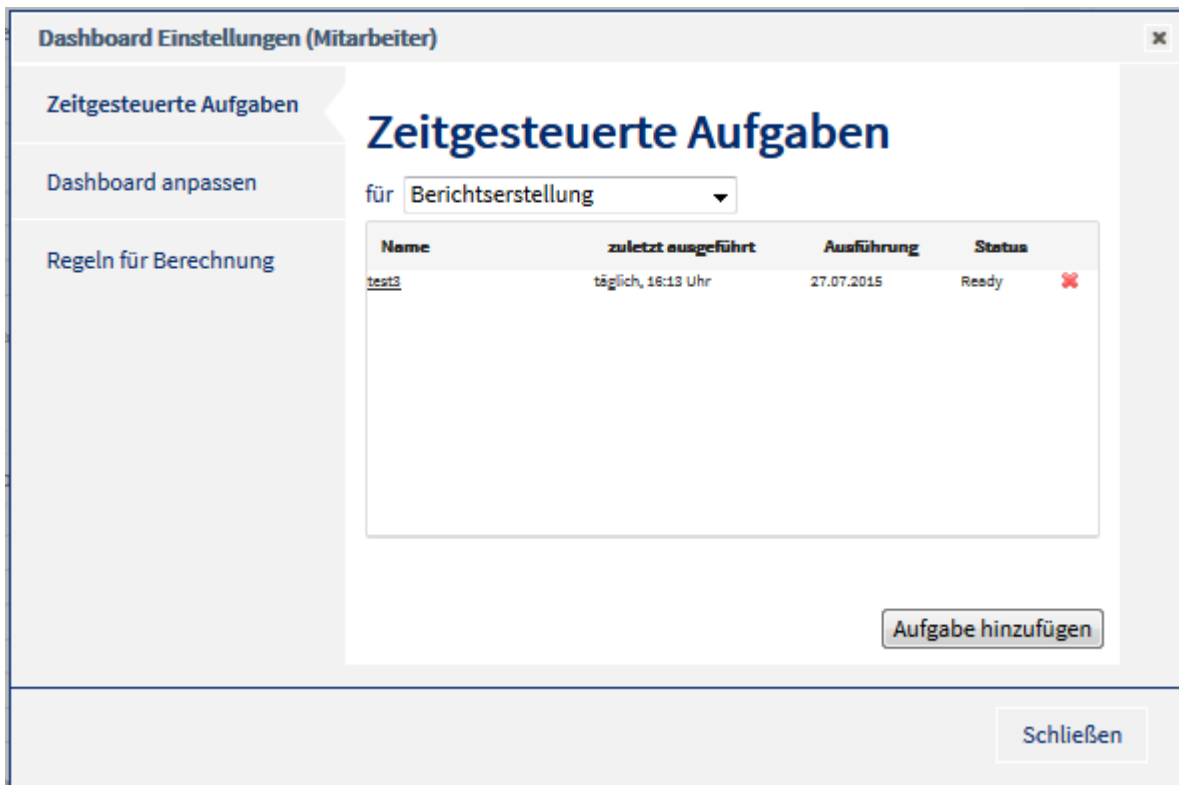 Dashboard Einstellungen (Mitarbeiter)
Zeitgesteuerte Aufgaben
Dashboard anpassen
Regeln für Berechnung
Zeitgesteuerte Aufgaben
für Berichtserstellung
Name zuletzt ausgeführt Ausführung Status
test3 täglich, 16:13 Uhr 27.07.2015 Ready
Aufgabe hinzufügen
Schließen